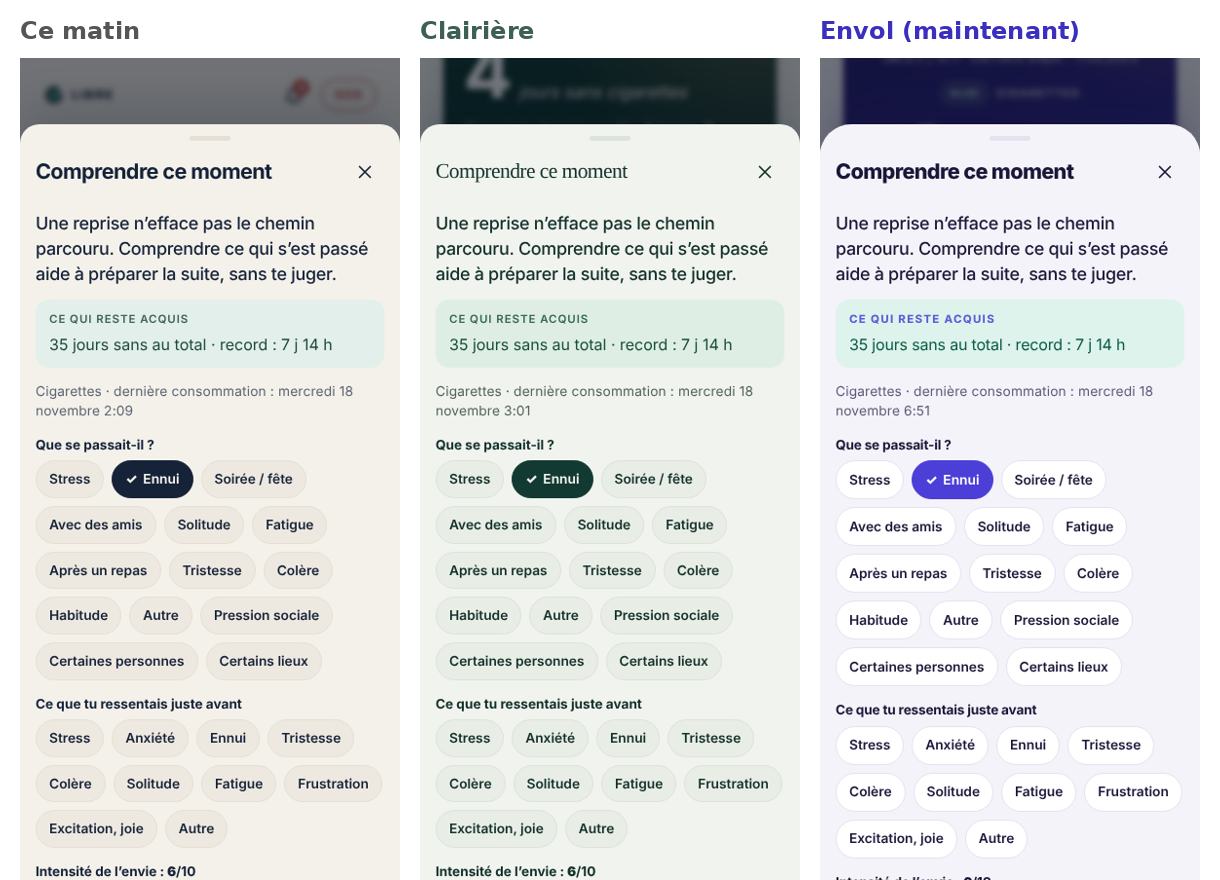 Ce matin
LIBRE
Comprendre ce moment
Une reprise n’efface pas le chemin
parcouru. Comprendre ce qui s’est passé
aide à préparer la suite, sans te juger.
CE QUI RESTE ACQUIS
35 jours sans au total · record : 7 j 14 h
Cigarettes · dernière consommation : mercredi 18
novembre 2:09
Que se passait-il ?
Stress
✓ Ennui
Soirée / fête
Avec des amis
Solitude
Fatigue
Après un repas
Tristesse
Colère
Habitude
Autre
Pression sociale
Certaines personnes
Certains lieux
Ce que tu ressentais juste avant
Stress
Anxiété
Ennui
Tristesse
Colère
Solitude
Fatigue
Frustration
Excitation, joie
Autre
Intensité de l’envie : 6/10
Clairière
4 jours sans cigarettes
Comprendre ce moment
Une reprise n’efface pas le chemin
parcouru. Comprendre ce qui s’est passé
aide à préparer la suite, sans te juger.
CE QUI RESTE ACQUIS
35 jours sans au total · record : 7 j 14 h
Cigarettes · dernière consommation : mercredi 18
novembre 3:01
Que se passait-il ?
Stress
✓ Ennui
Soirée / fête
Avec des amis
Solitude
Fatigue
Après un repas
Tristesse
Colère
Habitude
Autre
Pression sociale
Certaines personnes
Certains lieux
Ce que tu ressentais juste avant
Stress
Anxiété
Ennui
Tristesse
Colère
Solitude
Fatigue
Frustration
Excitation, joie
Autre
Intensité de l’envie : 6/10
Envol (maintenant)
Comprendre ce moment
Une reprise n’efface pas le chemin
parcouru. Comprendre ce qui s’est passé
aide à préparer la suite, sans te juger.
CE QUI RESTE ACQUIS
35 jours sans au total · record : 7 j 14 h
Cigarettes · dernière consommation : mercredi 18
novembre 6:51
Que se passait-il ?
Stress
✓ Ennui
Soirée / fête
Avec des amis
Solitude
Fatigue
Après un repas
Tristesse
Colère
Habitude
Autre
Pression sociale
Certaines personnes
Certains lieux
Ce que tu ressentais juste avant
Stress
Anxiété
Ennui
Tristesse
Colère
Solitude
Fatigue
Frustration
Excitation, joie
Autre